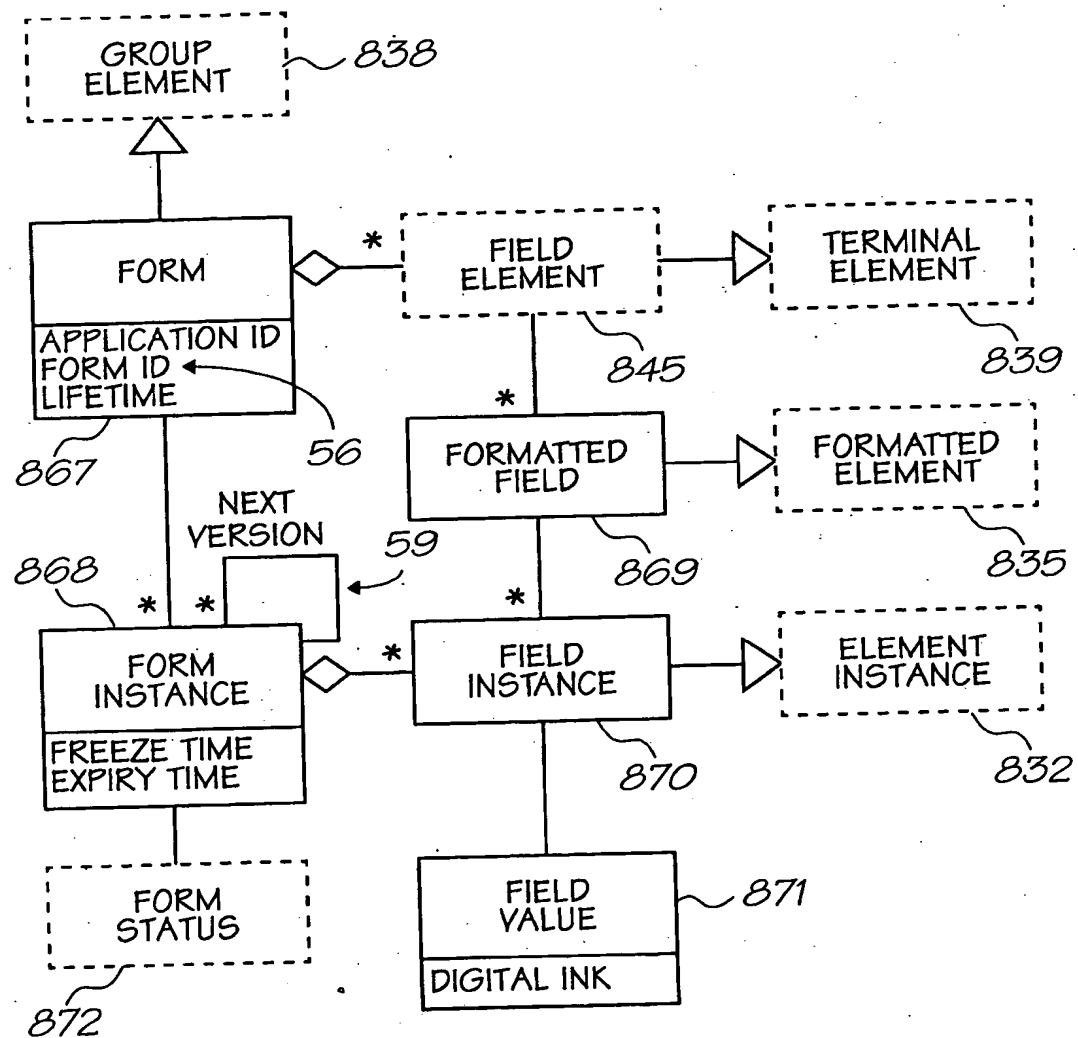 GROUP
ELEMENT
838
FORM
*
FIELD
ELEMENT
TERMINAL
ELEMENT
APPLICATION ID
FORM ID
LIFETIME
845
839
867
56
*
FORMATTED
FIELD
FORMATTED
ELEMENT
NEXT
VERSION
59
869
835
868
*
*
*
FORM
INSTANCE
*
FIELD
INSTANCE
ELEMENT
INSTANCE
FREEZE TIME
EXPIRY TIME
870
832
FORM
STATUS
FIELD
VALUE
871
DIGITAL INK
872